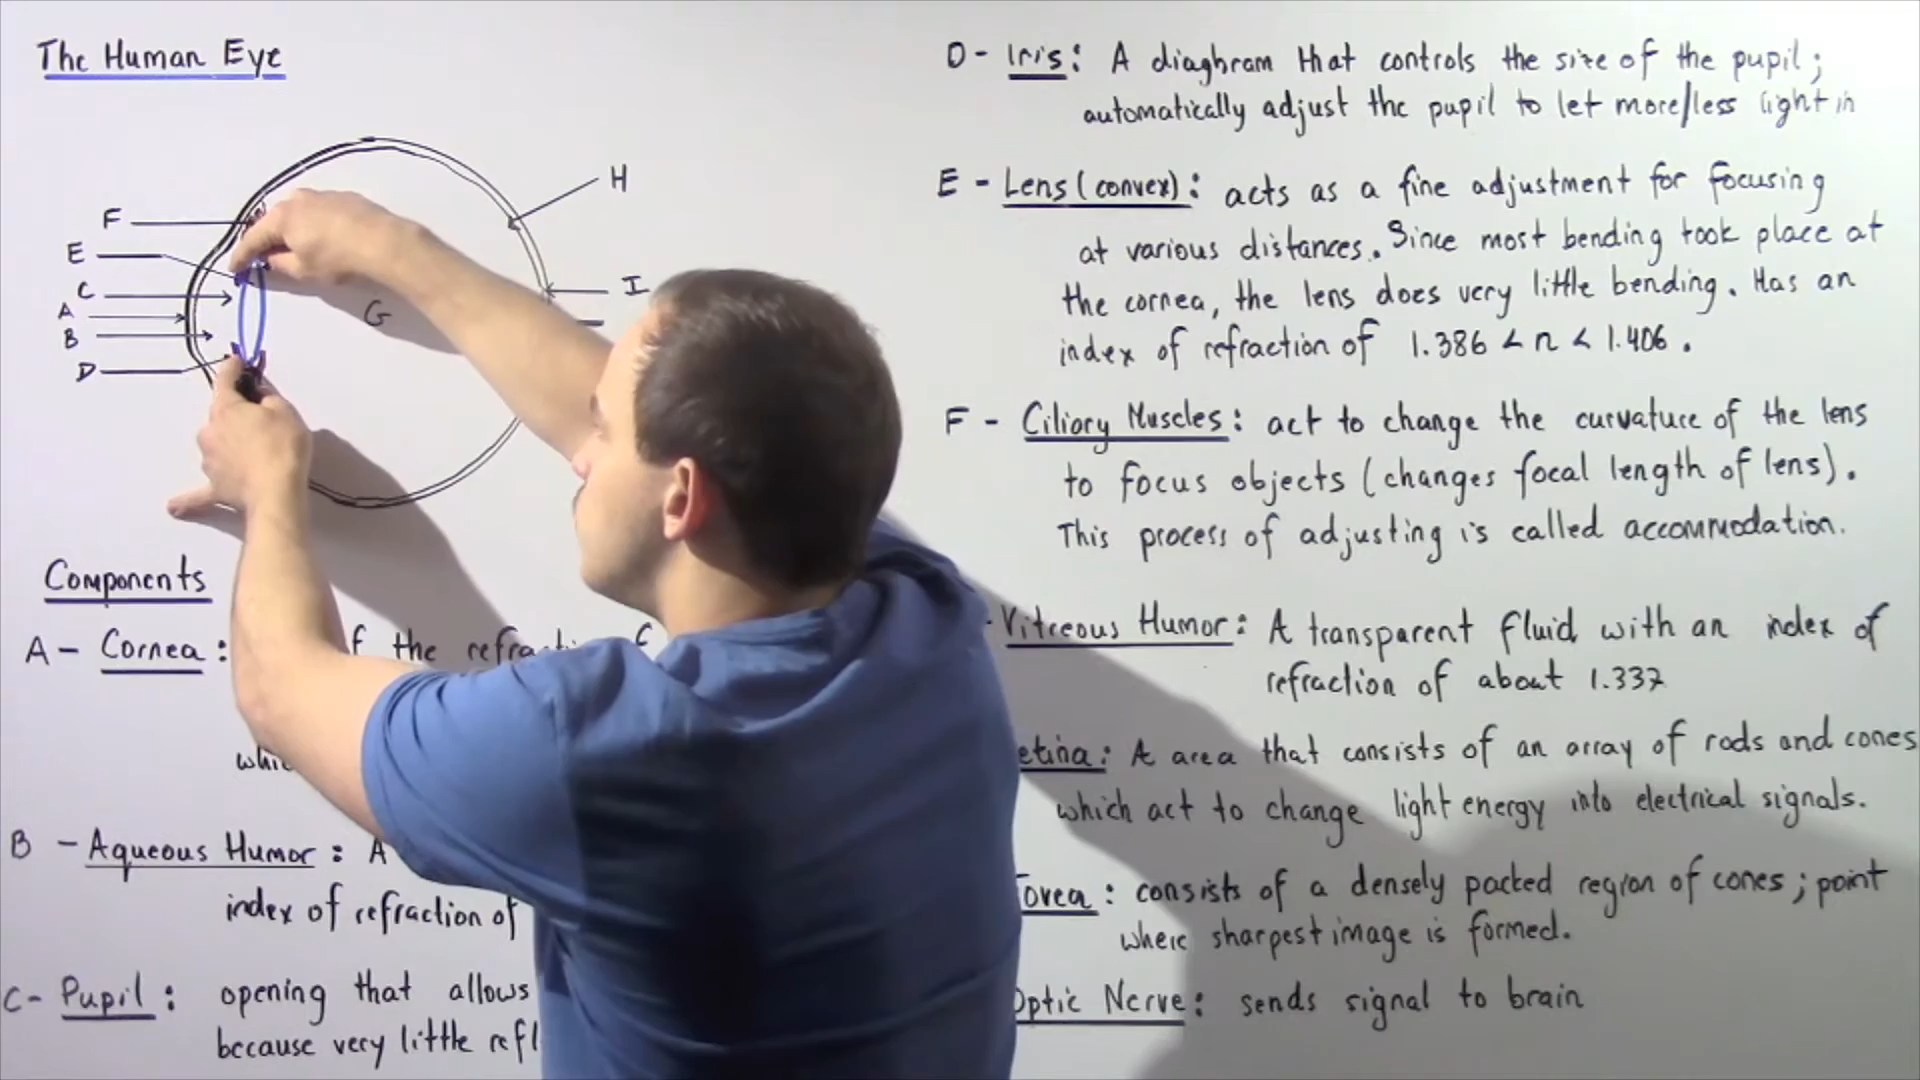 The Human Eye
F
E
C
A
B
D
G
H
I
Components
A - Cornea: f the
whi
B - Aqueous Humor: A
index of refraction of
C - Pupil: opening that allows
because very little refl
D - Iris: A diaghram that controls the size of the pupil;
automatically adjust the pupil to let more/less light in
E - Lens (convex): acts as a fine adjustment for focusing
at various distances. Since most bending took place at
the cornea, the lens does very little bending. Has an
index of refraction of 1.386 < n < 1.406.
F - Ciliory Muscles: act to change the curvature of the lens
to focus objects (changes focal length of lens).
This process of adjusting is called accommodation.
- Vitreous Humor: A transparent fluid with an index of
refraction of about 1.337
etina: A area that consists of an array of rods and cones
which act to change light energy into electrical signals.
Fovea: consists of a densely packed region of cones; point
where sharpest image is formed.
Optic Nerve: sends signal to brain